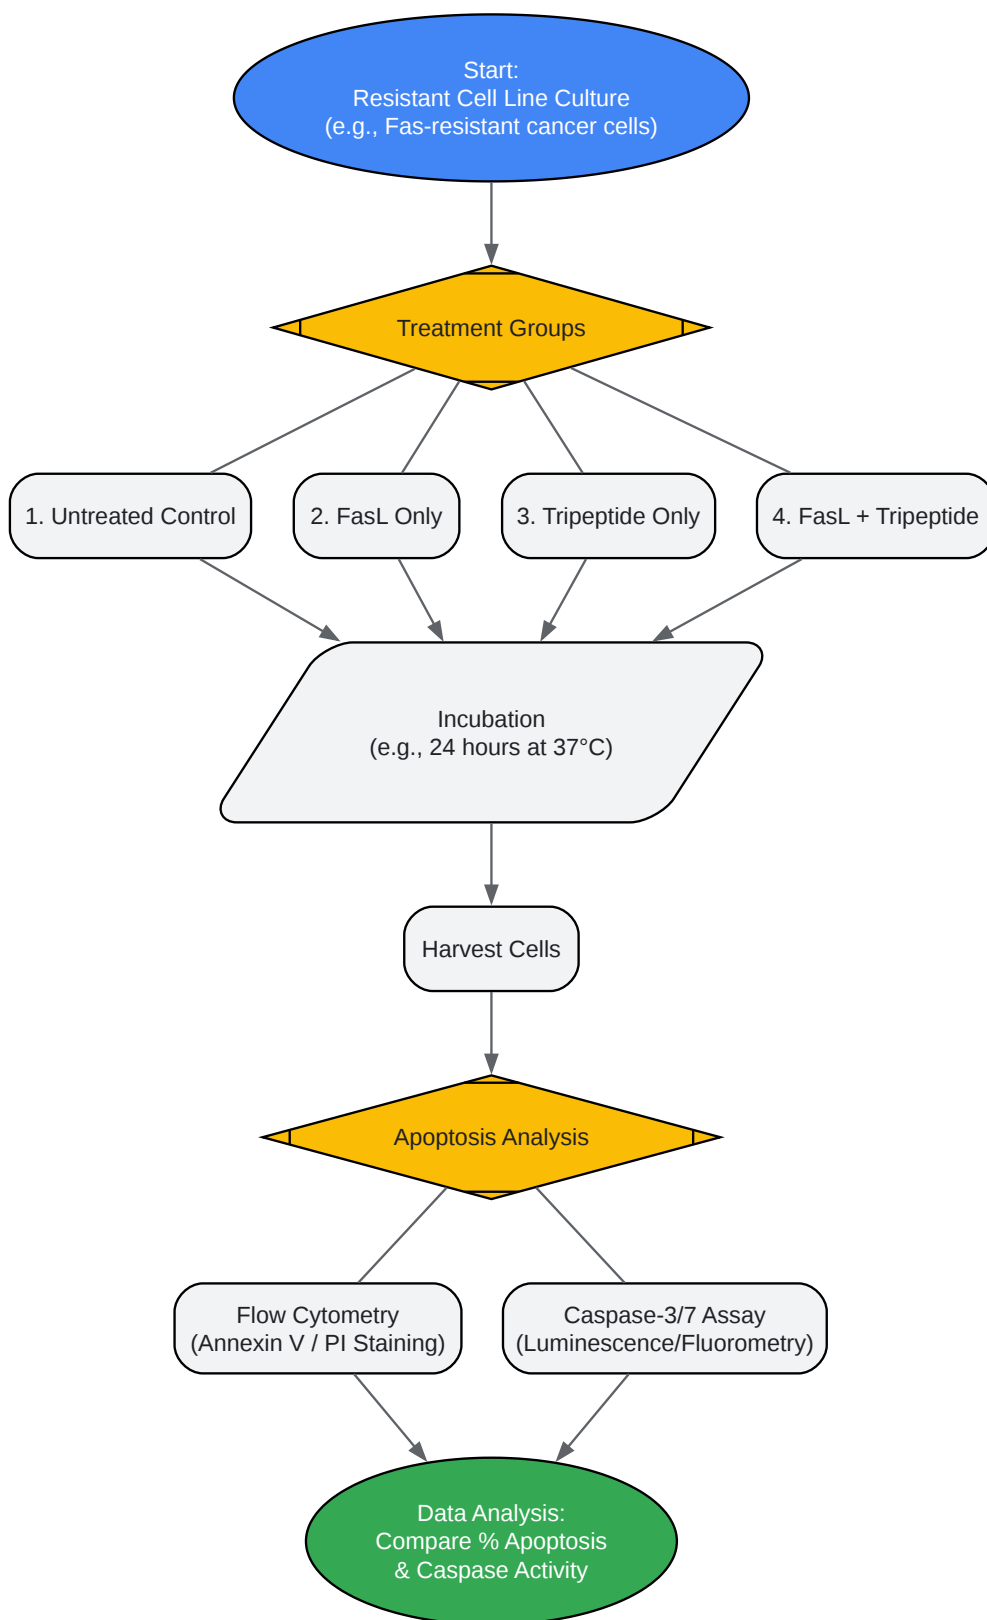 Start:
Resistant Cell Line Culture
(e.g., Fas-resistant cancer cells)
Treatment Groups
1. Untreated Control
2. FasL Only
3. Tripeptide Only
4. FasL + Tripeptide
Incubation
(e.g., 24 hours at 37°C)
Harvest Cells
Apoptosis Analysis
Flow Cytometry
(Annexin V / PI Staining)
Caspase-3/7 Assay
(Luminescence/Fluorometry)
Data Analysis:
Compare % Apoptosis
& Caspase Activity